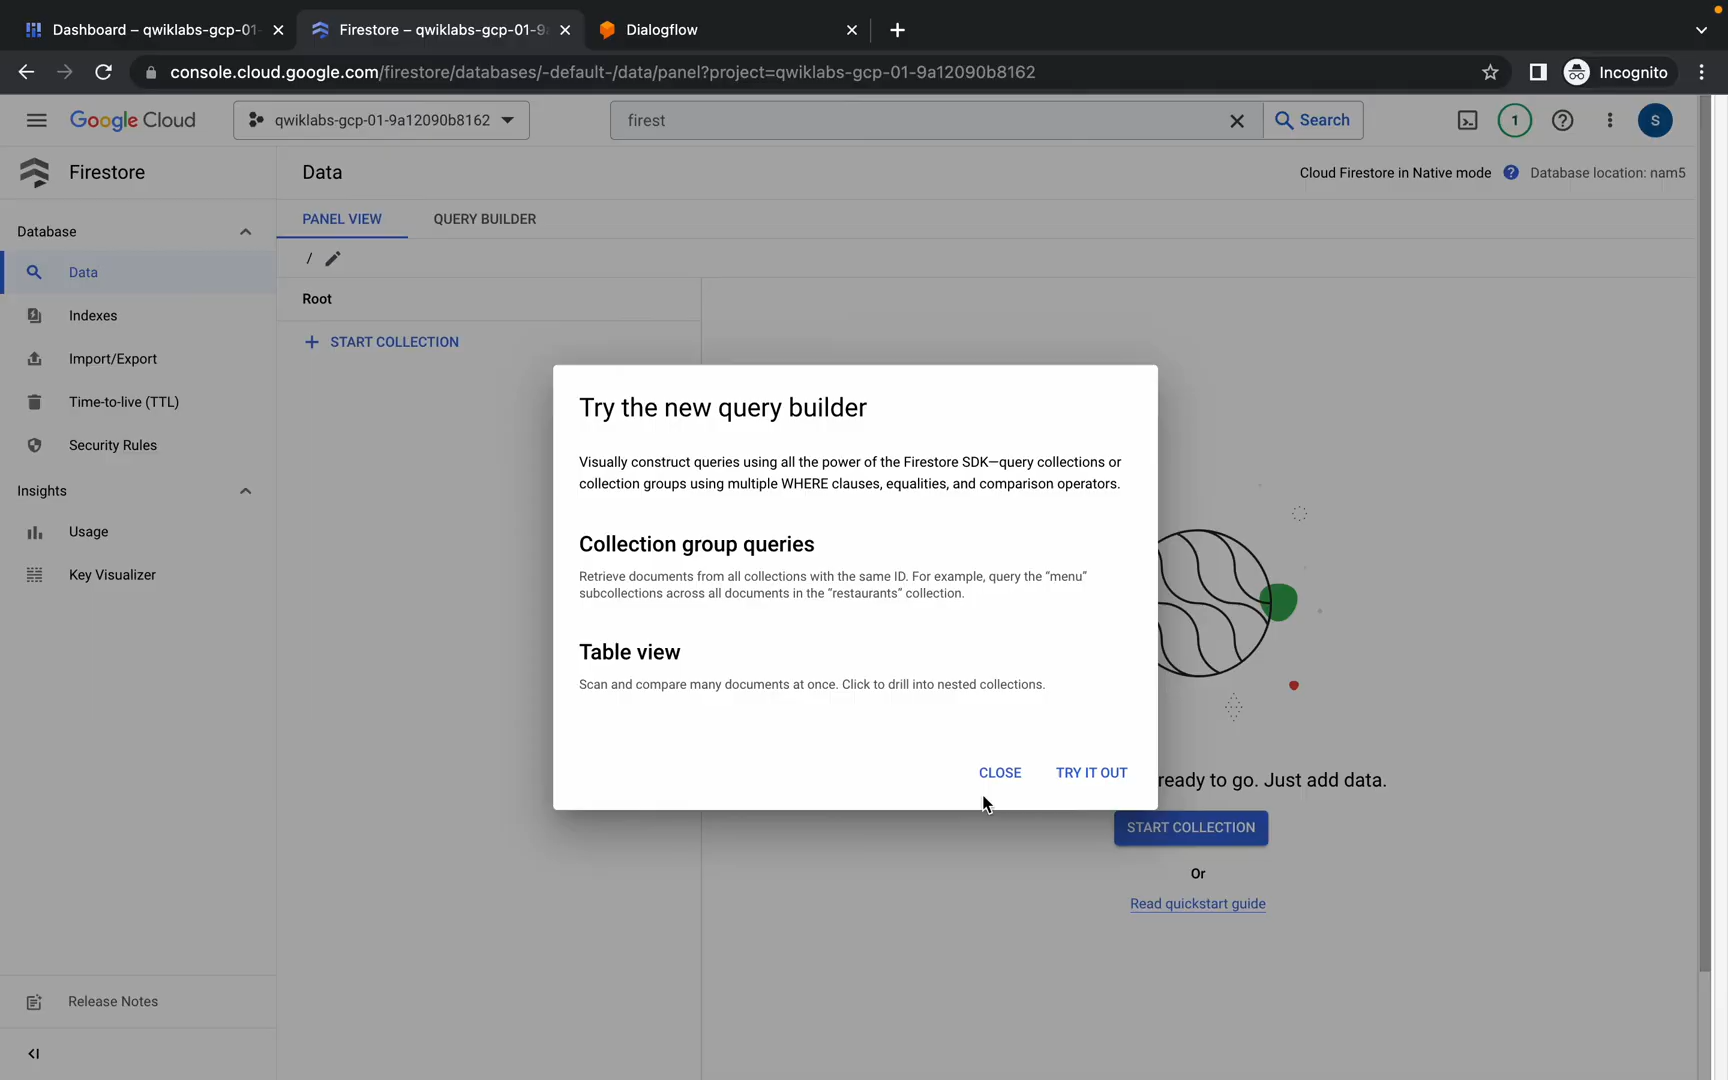 Dashboard – qwiklabs-gcp-01-
Firestore – qwiklabs-gcp-01-9
Dialogflow
console.cloud.google.com/firestore/databases/-default-/data/panel?project=qwiklabs-gcp-01-9a12090b8162
Incognito
Google Cloud
qwiklabs-gcp-01-9a12090b8162
firest
Search
1
S
Firestore
Data
Cloud Firestore in Native mode
Database location: nam5
Database
PANEL VIEW
QUERY BUILDER
/
Data
Root
Indexes
START COLLECTION
Import/Export
Time-to-live (TTL)
Security Rules
Insights
Usage
Key Visualizer
Try the new query builder
Visually construct queries using all the power of the Firestore SDK—query collections or
collection groups using multiple WHERE clauses, equalities, and comparison operators.
Collection group queries
Retrieve documents from all collections with the same ID. For example, query the “menu”
subcollections across all documents in the “restaurants” collection.
Table view
Scan and compare many documents at once. Click to drill into nested collections.
CLOSE
TRY IT OUT
ready to go. Just add data.
START COLLECTION
Or
Read quickstart guide
Release Notes